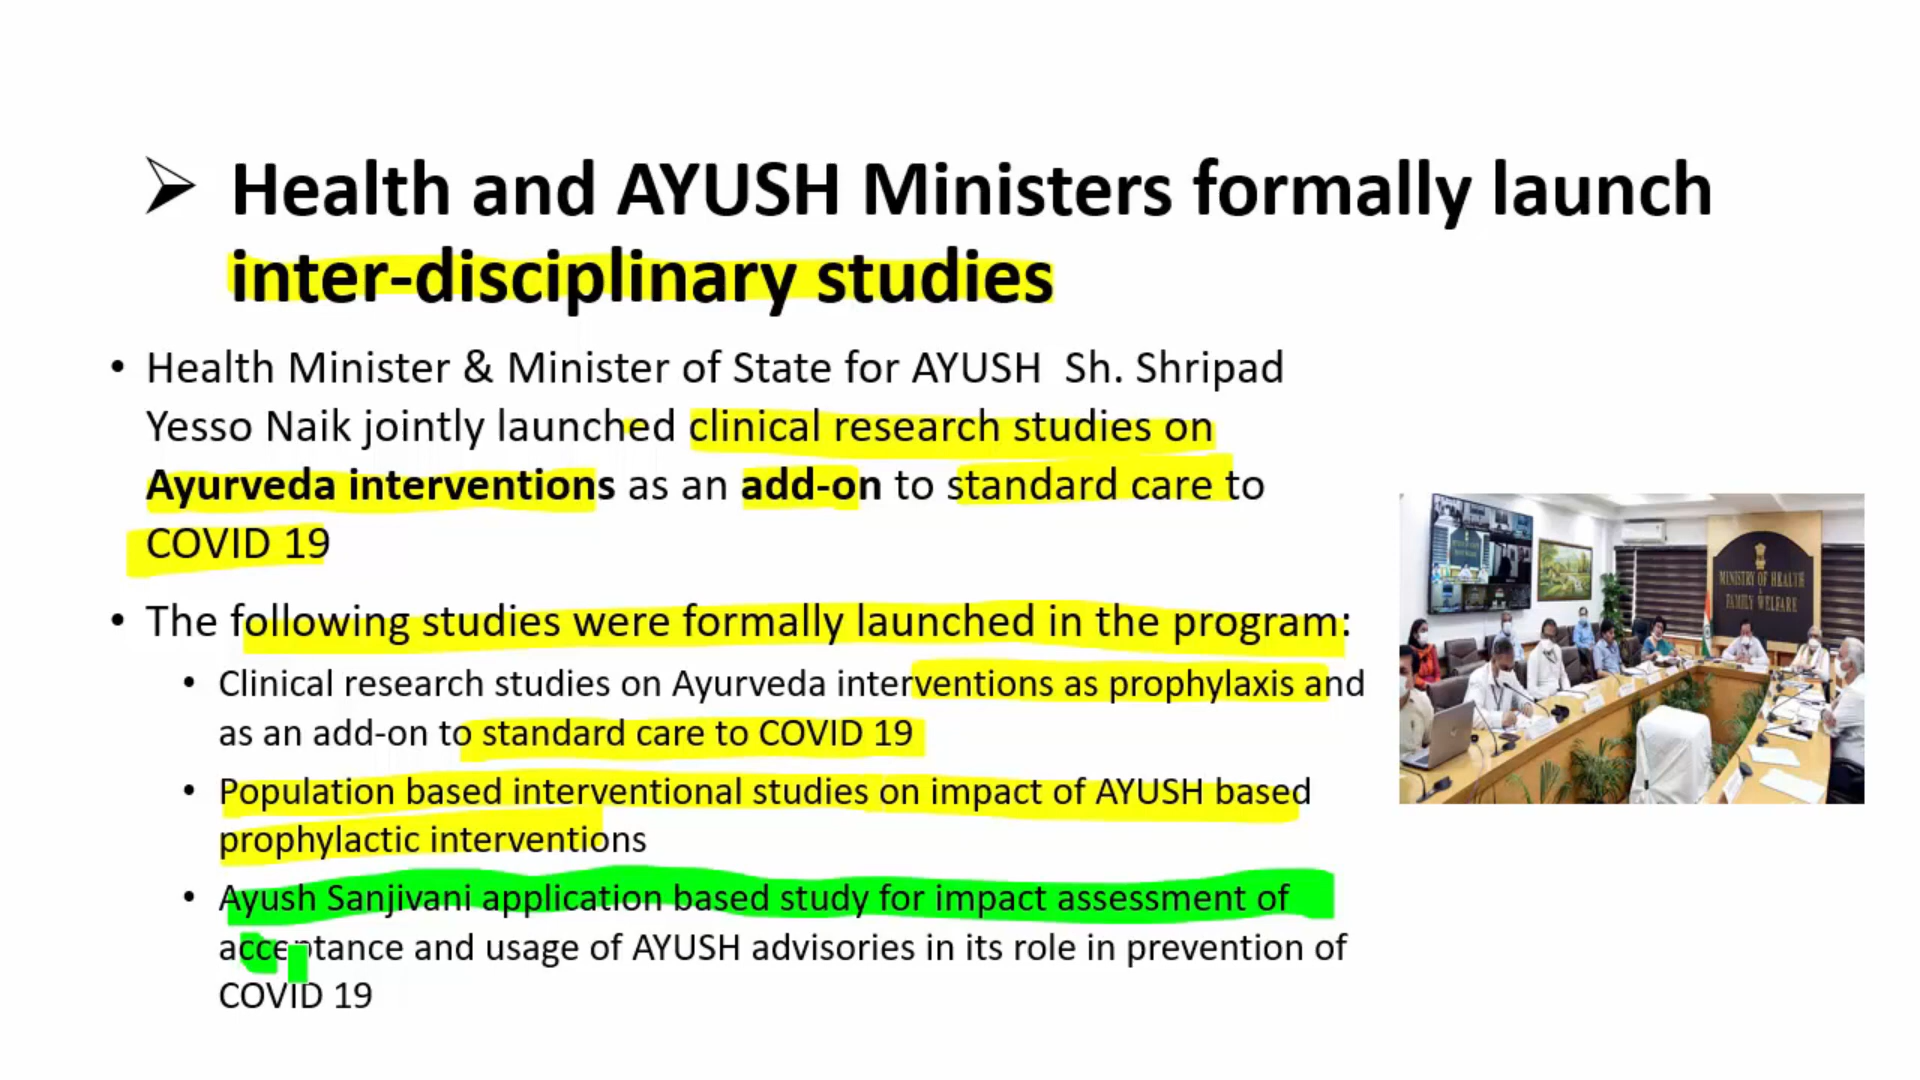 Health and AYUSH Ministers formally launch
inter-disciplinary studies
• Health Minister & Minister of State for AYUSH Sh. Shripad
Yesso Naik jointly launched clinical research studies on
Ayurveda interventions as an add-on to standard care to
COVID 19
• The following studies were formally launched in the program:
• Clinical research studies on Ayurveda interventions as prophylaxis and
as an add-on to standard care to COVID 19
• Population based interventional studies on impact of AYUSH based
prophylactic interventions
• Ayush Sanjivani application based study for impact assessment of
acceptance and usage of AYUSH advisories in its role in prevention of
COVID 19
MINISTRY OF HEALTH
&
FAMILY WELFARE